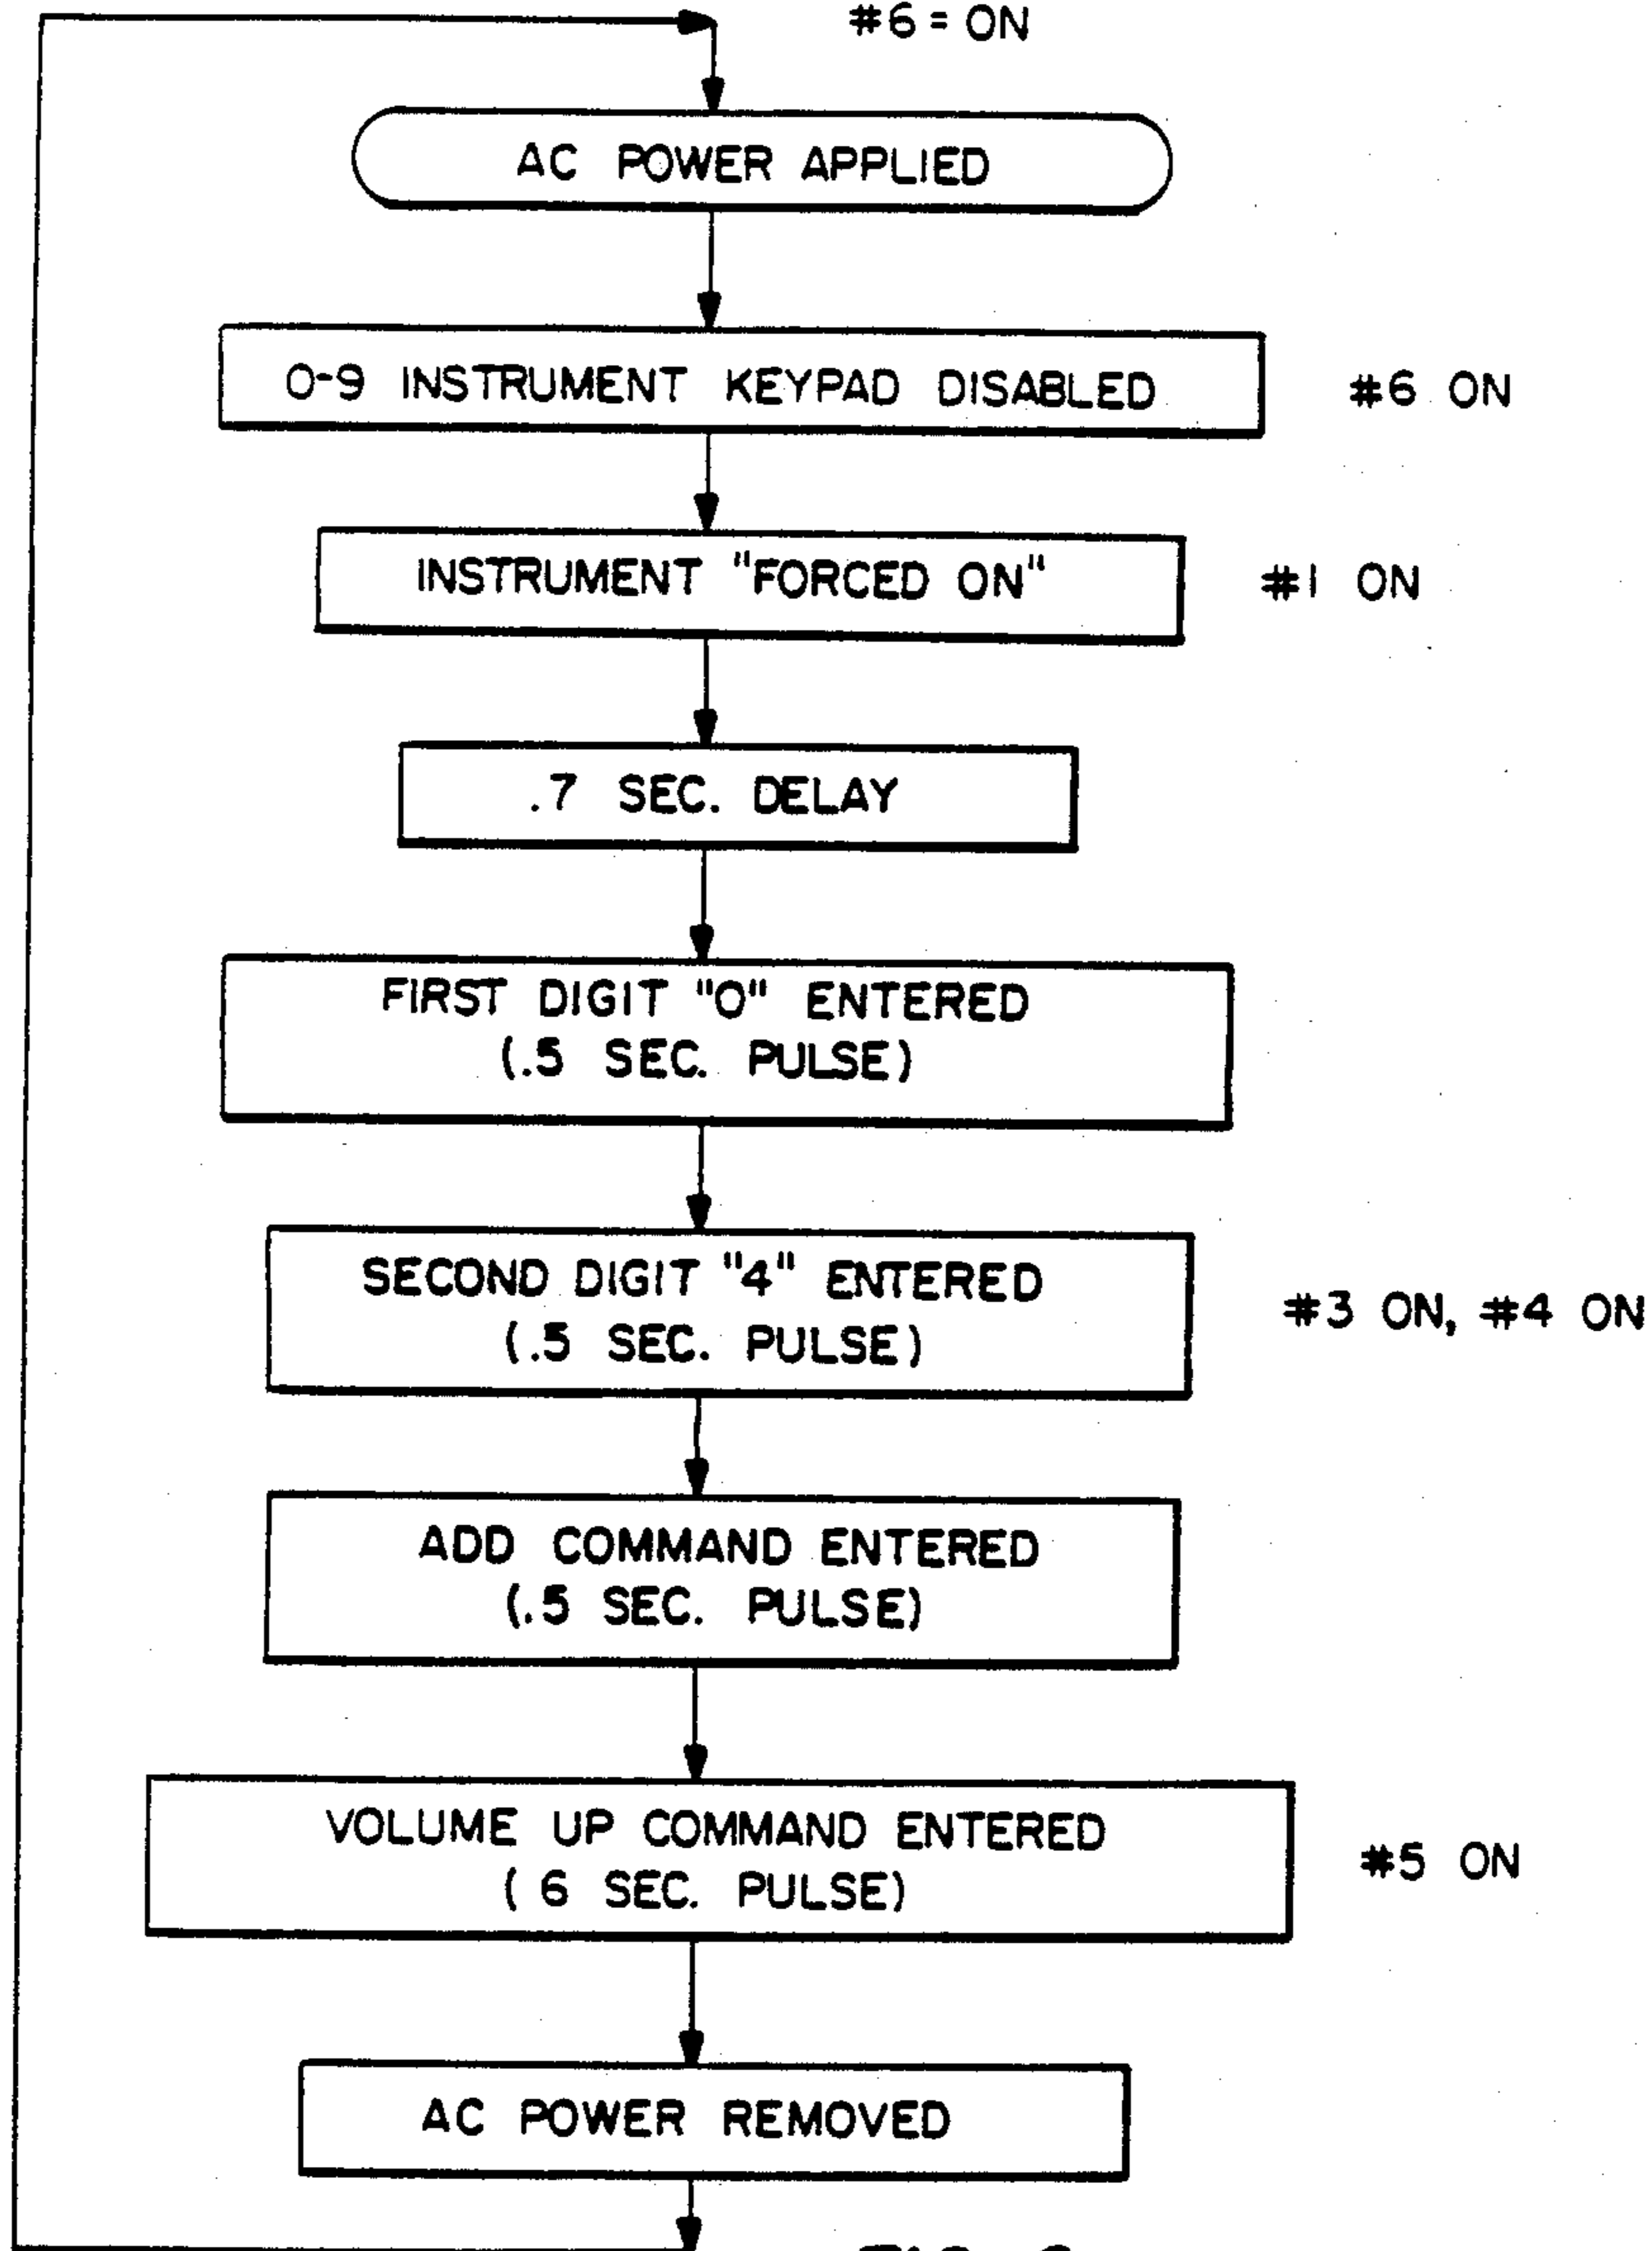 #6 = ON
AC POWER APPLIED
0-9 INSTRUMENT KEYPAD DISABLED
#6 ON
INSTRUMENT "FORCED ON"
#1 ON
.7 SEC. DELAY
FIRST DIGIT "0" ENTERED
(.5 SEC. PULSE)
SECOND DIGIT "4" ENTERED
(.5 SEC. PULSE)
#3 ON, #4 ON
ADD COMMAND ENTERED
(.5 SEC. PULSE)
VOLUME UP COMMAND ENTERED
( 6 SEC. PULSE)
#5 ON
AC POWER REMOVED